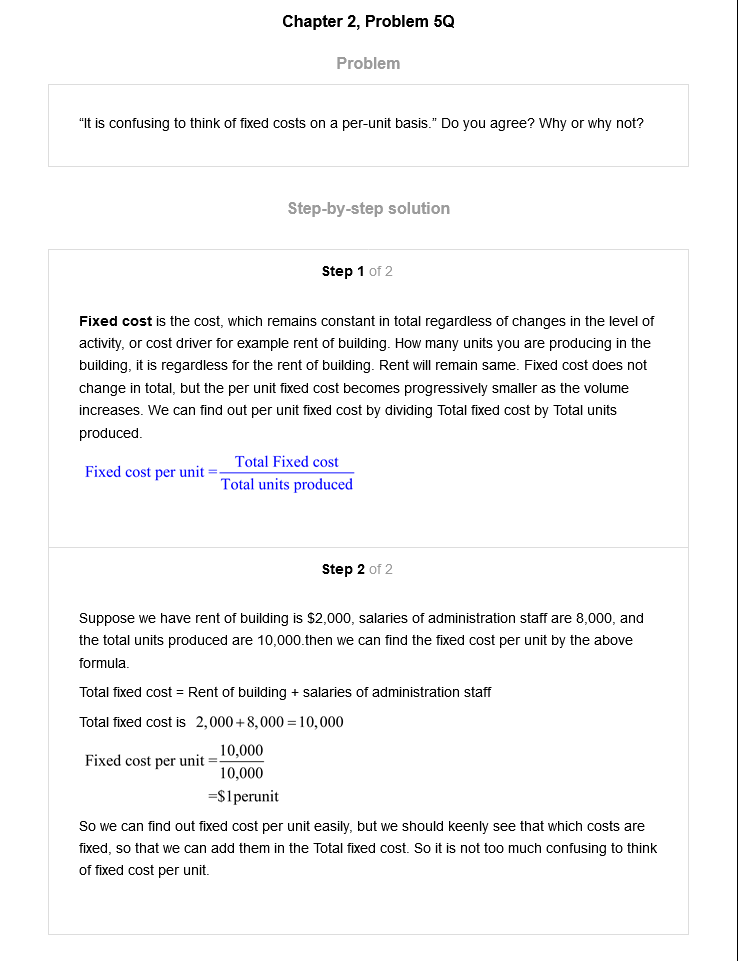 Chapter 2, Problem 5Q
Problem
“It is confusing to think of fixed costs on a per-unit basis.” Do you agree? Why or why not?
Step-by-step solution
Step 1 of 2
Fixed cost is the cost, which remains constant in total regardless of changes in the level of
activity, or cost driver for example rent of building. How many units you are producing in the
building, it is regardless for the rent of building. Rent will remain same. Fixed cost does not
change in total, but the per unit fixed cost becomes progressively smaller as the volume
increases. We can find out per unit fixed cost by dividing Total fixed cost by Total units
produced.
Fixed cost per unit = Total Fixed cost
Total units produced
Step 2 of 2
Suppose we have rent of building is $2,000, salaries of administration staff are 8,000, and
the total units produced are 10,000.then we can find the fixed cost per unit by the above
formula.
Total fixed cost = Rent of building + salaries of administration staff
Total fixed cost is 2,000+8,000=10,000
Fixed cost per unit = 10,000
10,000
=$1perunit
So we can find out fixed cost per unit easily, but we should keenly see that which costs are
fixed, so that we can add them in the Total fixed cost. So it is not too much confusing to think
of fixed cost per unit.